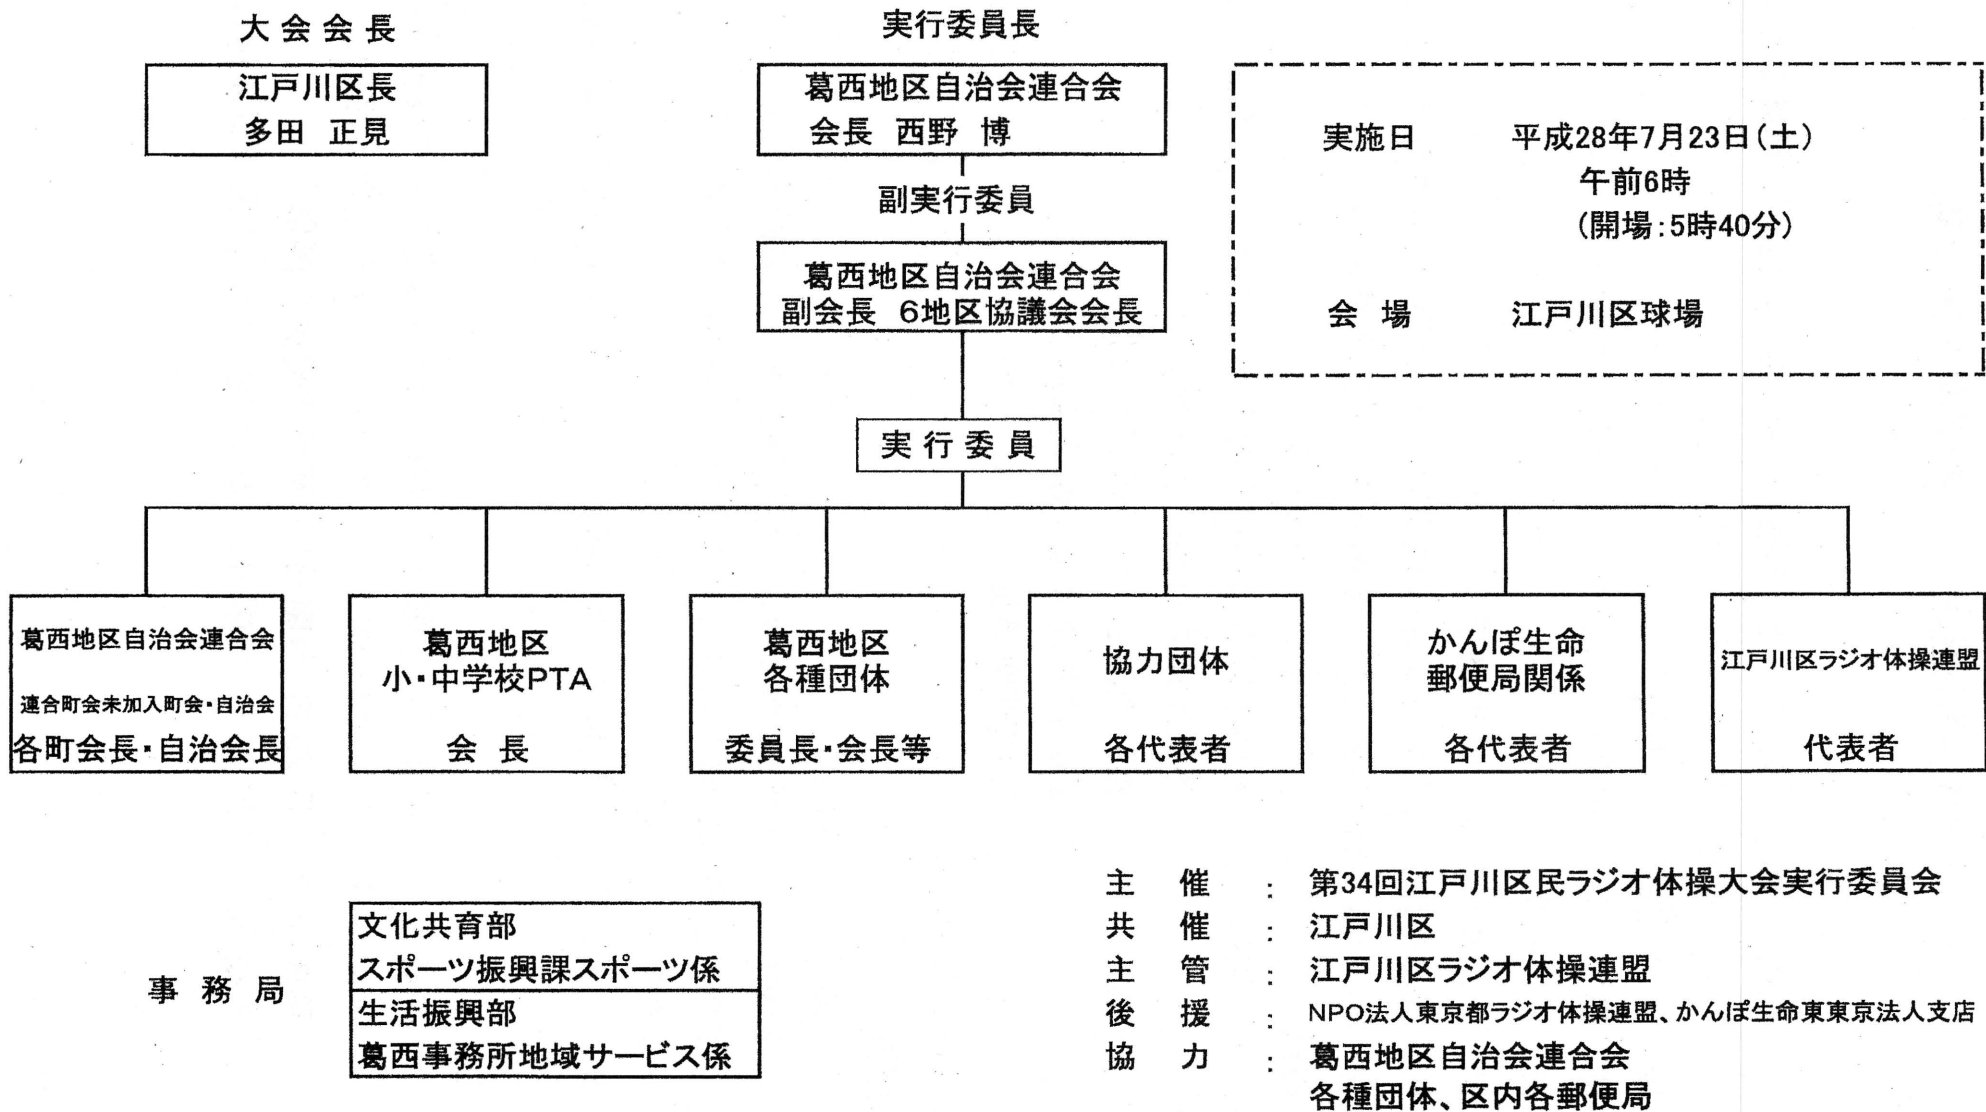 大会会長
江戸川区長
多田 正見
実行委員長
葛西地区自治会連合会
会長 西野 博
副実行委員
葛西地区自治会連合会
副会長 6地区協議会会長
実施日 平成28年7月23日(土)
午前6時
(開場:5時40分)
会場 江戸川区球場
実行委員
葛西地区自治会連合会
連合町会未加入町会・自治会
各町会長・自治会長
葛西地区
小・中学校PTA
会長
葛西地区
各種団体
委員長・会長等
協力団体
各代表者
かんぽ生命
郵便局関係
各代表者
江戸川区ラジオ体操連盟
代表者
事務局
文化共育部
スポーツ振興課スポーツ係
生活振興部
葛西事務所地域サービス係
主催:第34回江戸川区民ラジオ体操大会実行委員会
共催:江戸川区
主管:江戸川区ラジオ体操連盟
後援:NPO法人東京都ラジオ体操連盟、かんぽ生命東東京法人支店
協力:葛西地区自治会連合会
各種団体、区内各郵便局